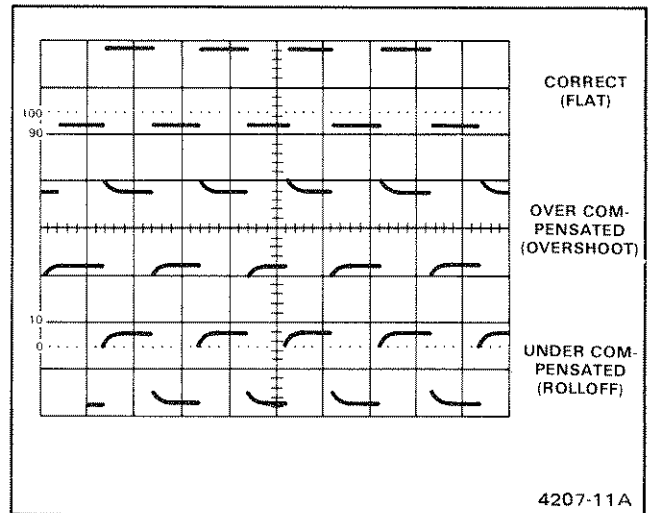 CORRECT
(FLAT)
100
90
OVER COM-
PENSATED
(OVERSHOOT)
10
0
UNDER COM-
PENSATED
(ROLLOFF)
4207-11A